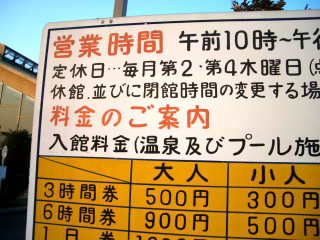 営業時間 午前10時〜午後
定休日…毎月第2・第4木曜日(
休館、並びに閉館時間の変更する場
料金のご案内
入館料金(温泉及びプール施
大人 小人
3時間券 500円 300円
6時間券 900円 500円
1日券